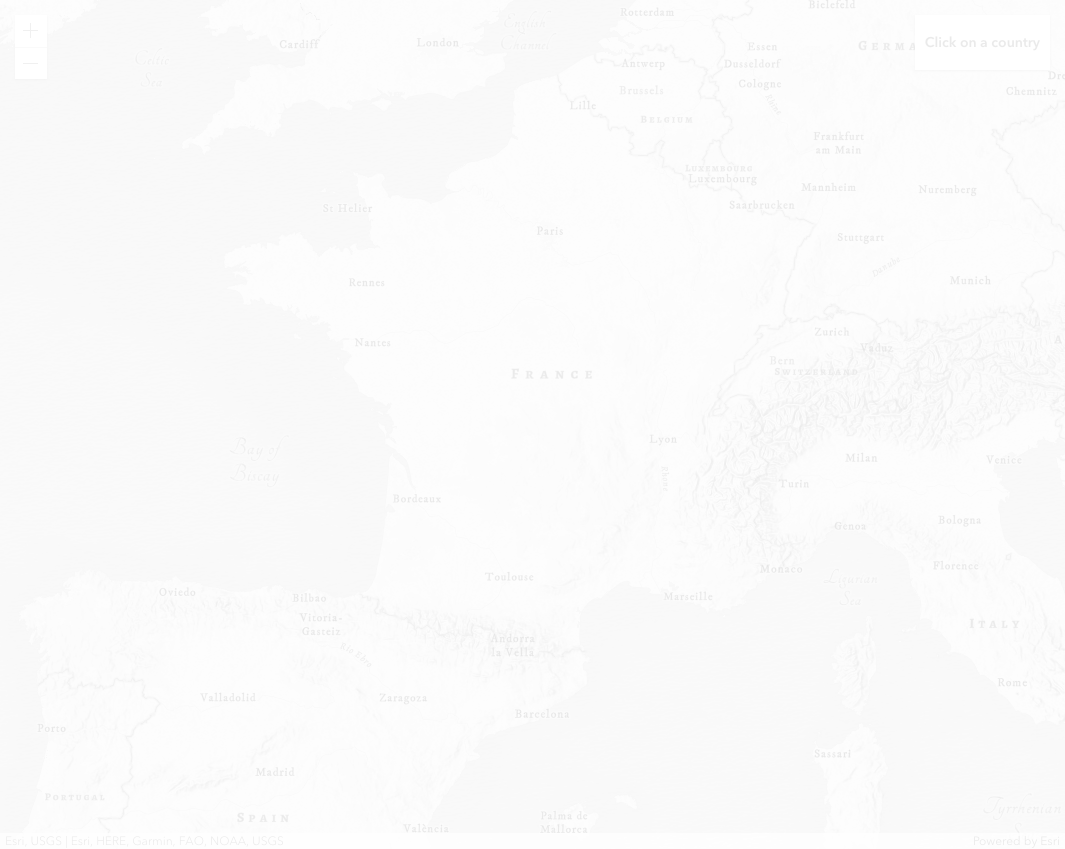 Rotterdam
Bielefeld
Cardiff
London
English
Channel
Essen
Dusseldorf
Cologne
Click on a country
Celtic
Sea
Antwerp
Brussels
Chemnitz
Lille
Rhine
BELGIUM
Frankfurt
am Main
LUXEMBOURG
Luxembourg
Mannheim
Nuremberg
St Helier
Saarbrucken
Paris
Stuttgart
Danube
Rennes
Munich
Nantes
Zurich
Vaduz
Bern
SWITZERLAND
FRANCE
Lyon
Bay of
Biscay
Milan
Venice
Turin
Bordeaux
Genoa
Bologna
Toulouse
Monaco
Florence
Ligurian
Sea
Oviedo
Bilbao
Marseille
Vitoria-
Gasteiz
Andorra
la Vella
ITALY
Rome
Valladolid
Zaragoza
Barcelona
Porto
Sassari
Madrid
PORTUGAL
SPAIN
Palma de
Mallorca
València
Tyrrhenian
Esri, USGS | Esri, HERE, Garmin, FAO, NOAA, USGS
Powered by Esri